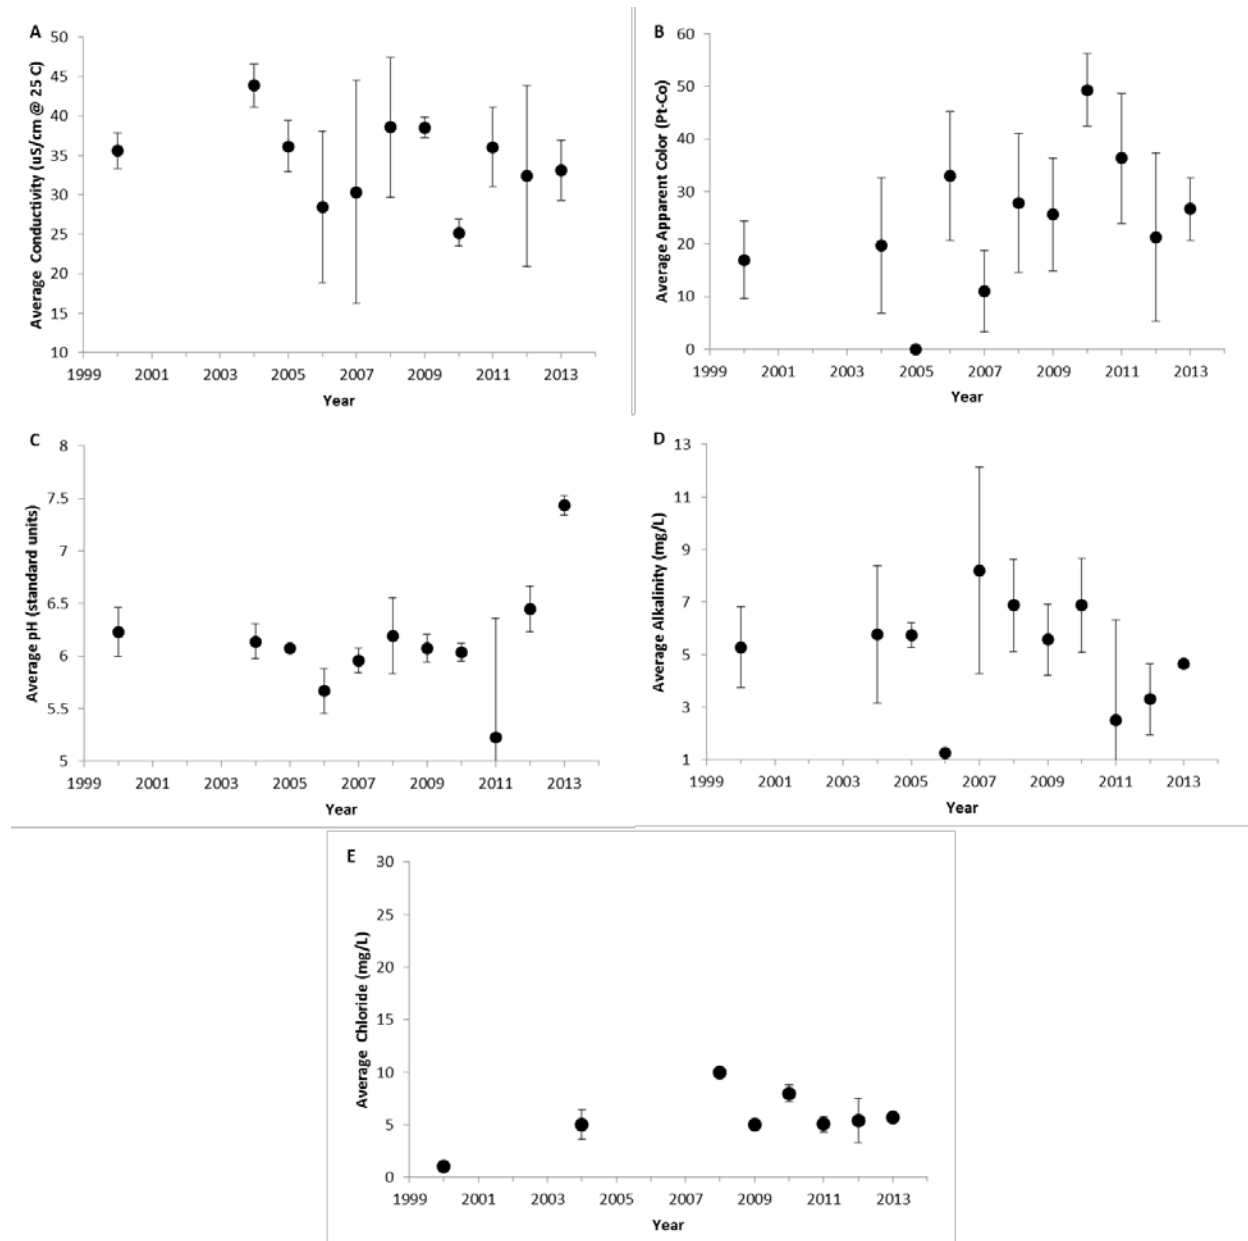 A
Average Conductivity (uS/cm @ 25 C)
50
45
40
35
30
25
20
15
10
1999 2001 2003 2005 2007 2009 2011 2013
Year
B
Average Apparent Color (Pt-Co)
60
50
40
30
20
10
0
1999 2001 2003 2005 2007 2009 2011 2013
Year
C
Average pH (standard units)
8
7.5
7
6.5
6
5.5
5
1999 2001 2003 2005 2007 2009 2011 2013
Year
D
Average Alkalinity (mg/L)
13
11
9
7
5
3
1
1999 2001 2003 2005 2007 2009 2011 2013
Year
E
Average Chloride (mg/L)
30
25
20
15
10
5
0
1999 2001 2003 2005 2007 2009 2011 2013
Year